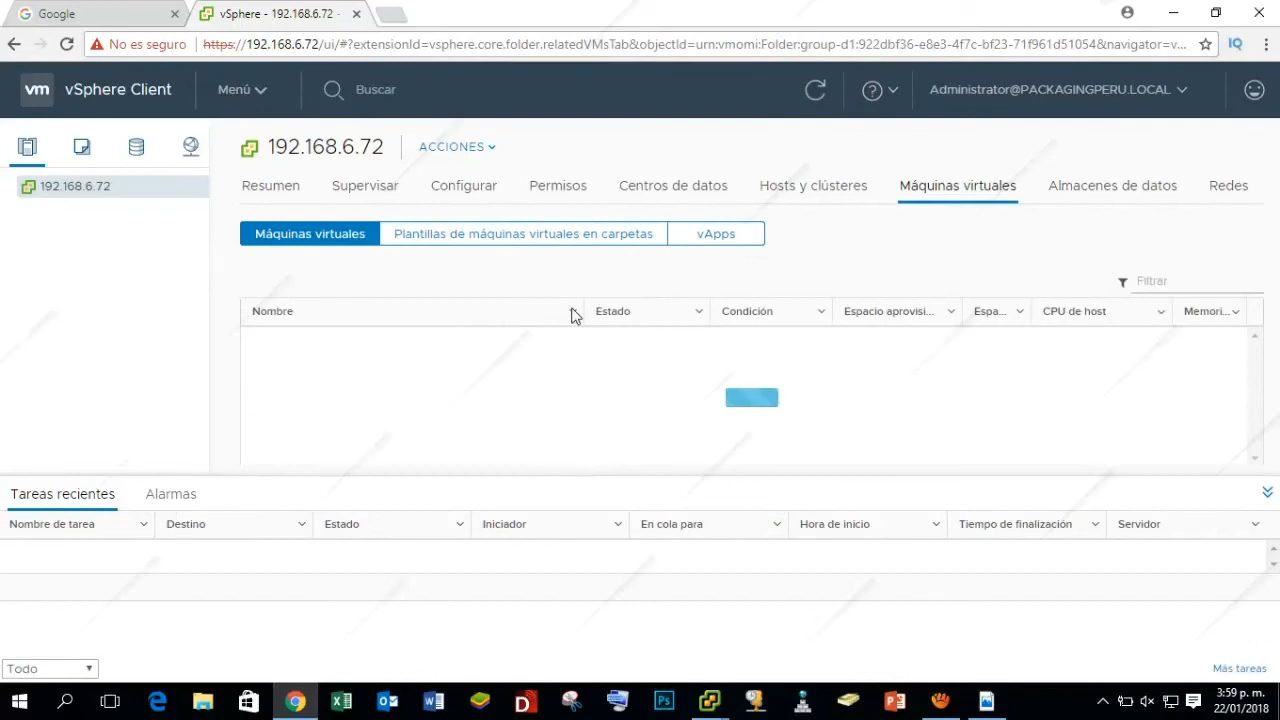 Google
vSphere - 192.168.6.72 -
No es seguro
https://192.168.6.72/ui/#?extensionId=vsphere.core.folder.relatedVMsTab&objectId=urn:vmomi:Folder:group-d1:922dbf36-e8e3-4f7c-bf23-71f961d51054&navigator=v...
IQ
vm vSphere Client
Menú
Buscar
Administrator@PACKAGINGPERU.LOCAL
192.168.6.72
192.168.6.72
ACCIONES
Resumen Supervisar Configurar Permisos Centros de datos Hosts y clústeres Máquinas virtuales Almacenes de datos Redes
Máquinas virtuales Plantillas de máquinas virtuales en carpetas vApps
Filtrar
Nombre Estado Condición Espacio aprovisi... Espa... CPU de host Memori...
Tareas recientes Alarmas
Nombre de tarea Destino Estado Iniciador En cola para Hora de inicio Tiempo de finalización Servidor
Todo
Más tareas
3:59 p. m.
22/01/2018